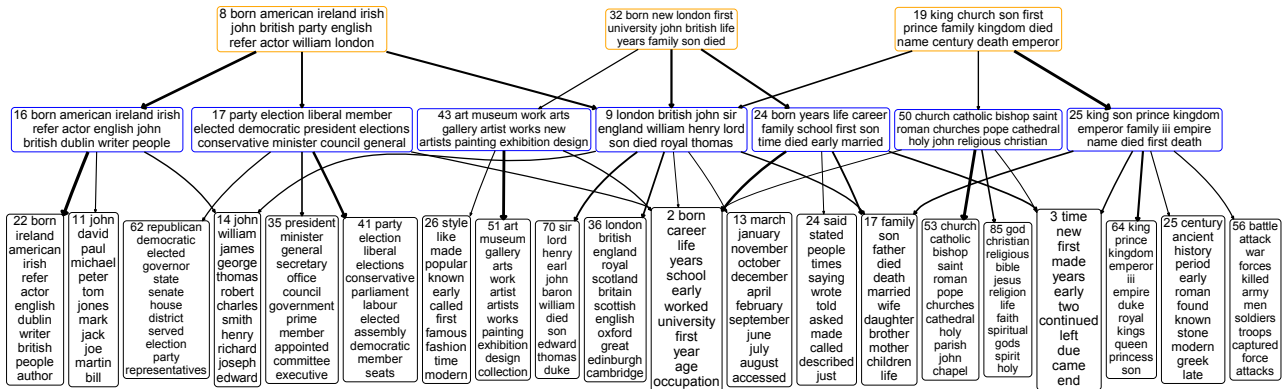 8 born american ireland irish
john british party english
refer actor william london
32 born new london first
university john british life
years family son died
19 king church son first
prince family kingdom died
name century death emperor
16 born american ireland irish
refer actor english john
british dublin writer people
17 party election liberal member
elected democratic president elections
conservative minister council general
43 art museum work arts
gallery artist works new
artists painting exhibition design
9 london british john sir
england william henry lord
son died royal thomas
24 born years life career
family school first son
time died early married
50 church catholic bishop saint
roman churches pope cathedral
holy john religious christian
25 king son prince kingdom
emperor family iii empire
name died first death
22 born
ireland
american
irish
refer
actor
english
dublin
writer
british
people
author
11 john
david
paul
michael
peter
tom
jones
mark
jack
joe
martin
bill
62 republican
democratic
elected
governor
state
senate
house
district
served
election
party
representatives
14 john
william
james
george
thomas
robert
charles
smith
henry
richard
joseph
edward
35 president
minister
general
secretary
office
council
government
prime
member
appointed
committee
executive
41 party
election
liberal
elections
conservative
parliament
labour
elected
assembly
democratic
member
seats
26 style
like
made
popular
known
early
called
first
famous
fashion
time
modern
51 art
museum
gallery
arts
work
artist
artists
works
painting
exhibition
design
collection
70 sir
lord
henry
earl
john
baron
william
died
son
edward
thomas
duke
36 london
british
england
royal
scotland
britain
scottish
english
oxford
great
edinburgh
cambridge
2 born
career
life
years
school
early
worked
university
first
year
age
occupation
13 march
january
november
october
december
april
february
september
june
july
august
accessed
24 said
stated
people
times
saying
wrote
told
asked
made
called
described
just
17 family
son
father
died
death
married
wife
daughter
brother
mother
children
life
53 church
catholic
bishop
saint
roman
pope
churches
cathedral
holy
parish
john
chapel
85 god
christian
religious
bible
jesus
religion
life
faith
spiritual
gods
spirit
holy
3 time
new
first
made
years
early
two
continued
left
due
came
end
64 king
prince
kingdom
emperor
iii
empire
duke
royal
kings
queen
princess
son
25 century
ancient
history
period
early
roman
found
known
stone
modern
greek
late
56 battle
attack
war
forces
killed
army
men
soldiers
troops
captured
force
attacks